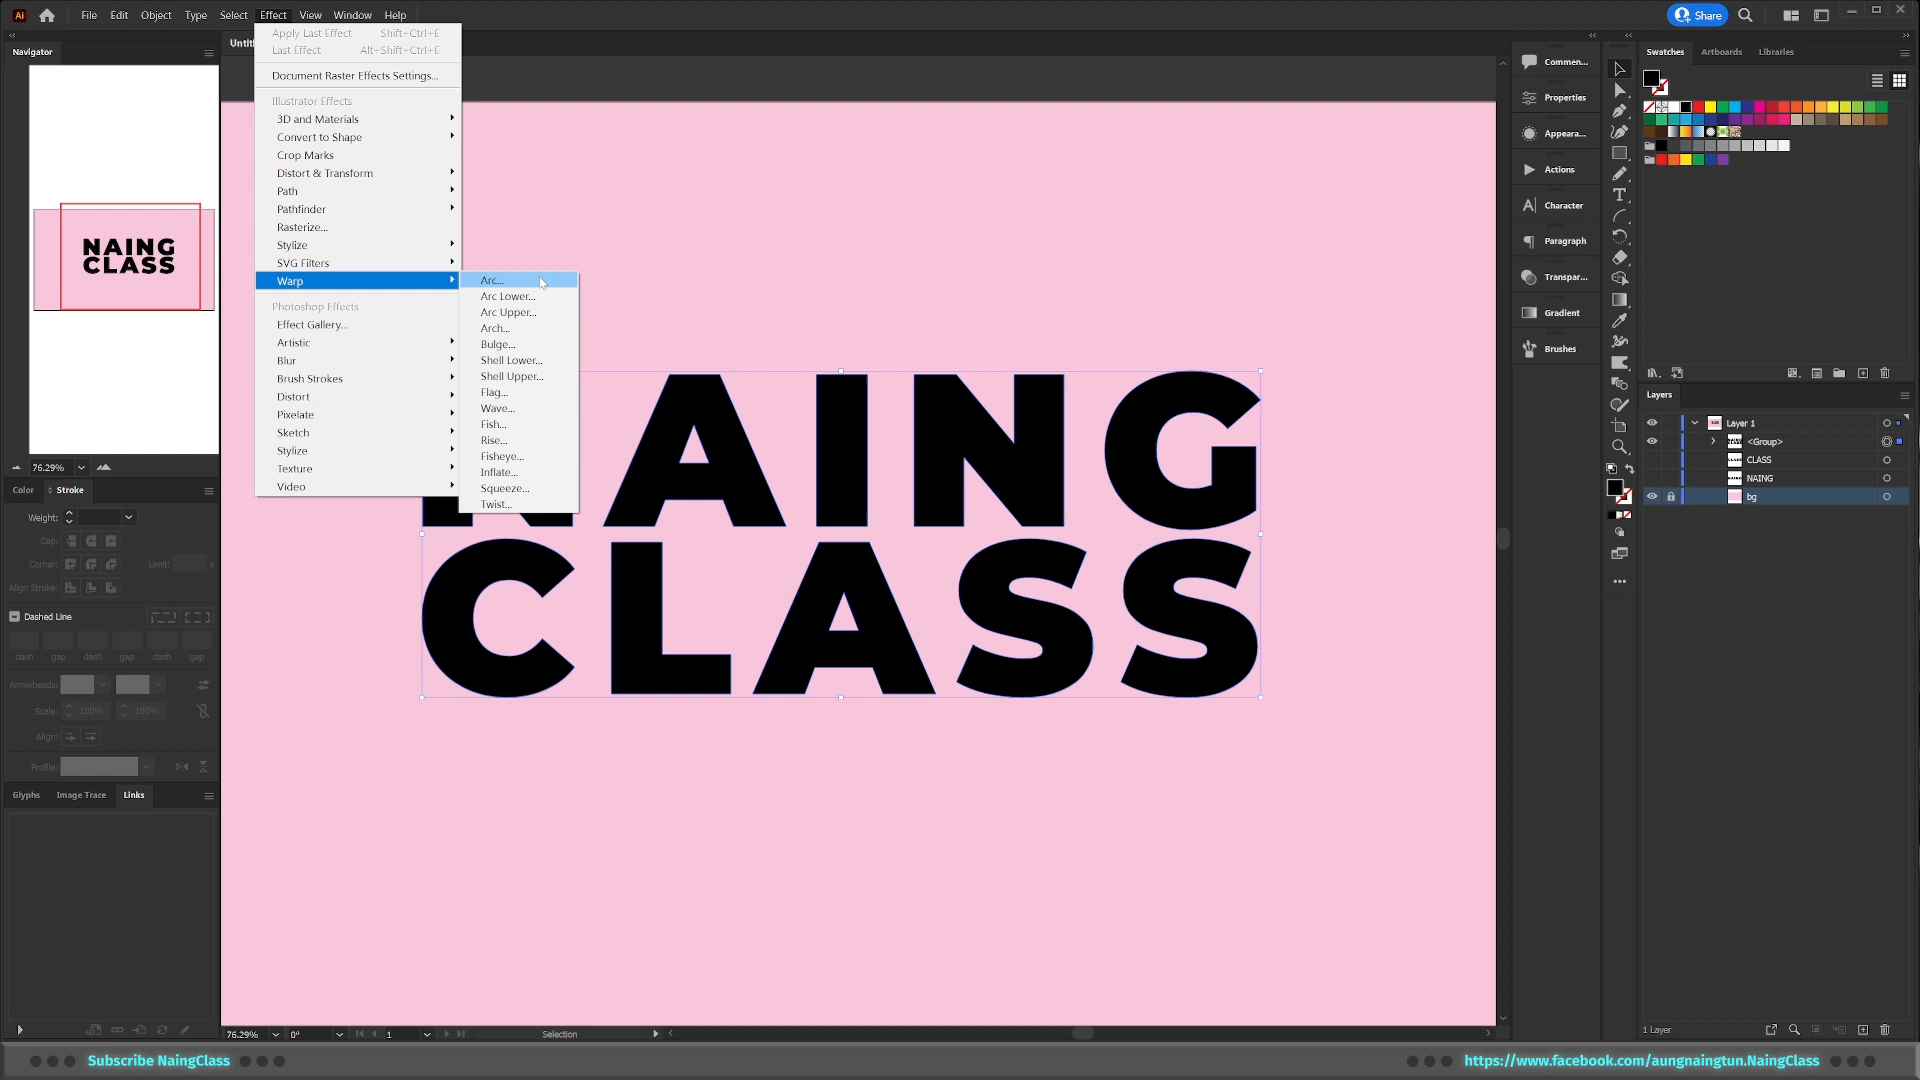 Ai File Edit Object Type Select Effect View Window Help Share
Navigator
NAING
CLASS
76.29%
Color Stroke
Weight:
Cap:
Corner: Limit: x
Align Stroke:
Dashed Line
dash gap dash gap dash gap
Arrowheads:
Scale: 100% 100%
Align:
Profile:
Glyphs Image Trace Links
Untit
Apply Last Effect Shift+Ctrl+E
Last Effect Alt+Shift+Ctrl+E
Document Raster Effects Settings...
Illustrator Effects
3D and Materials
Convert to Shape
Crop Marks
Distort & Transform
Path
Pathfinder
Rasterize...
Stylize
SVG Filters
Warp
Photoshop Effects
Effect Gallery...
Artistic
Blur
Brush Strokes
Distort
Pixelate
Sketch
Stylize
Texture
Video
Arc...
Arc Lower...
Arc Upper...
Arch...
Bulge...
Shell Lower...
Shell Upper...
Flag...
Wave...
Fish...
Rise...
Fisheye...
Inflate...
Squeeze...
Twist...
NAING
CLASS
76.29% 0° 1 Selection
Commen...
Properties
Appeara...
Actions
Character
Paragraph
Transpar...
Gradient
Brushes
Swatches Artboards Libraries
Layers
Layer 1
<Group>
CLASS
NAING
bg
1 Layer
Subscribe NaingClass
https://www.facebook.com/aungnaingtun.NaingClass